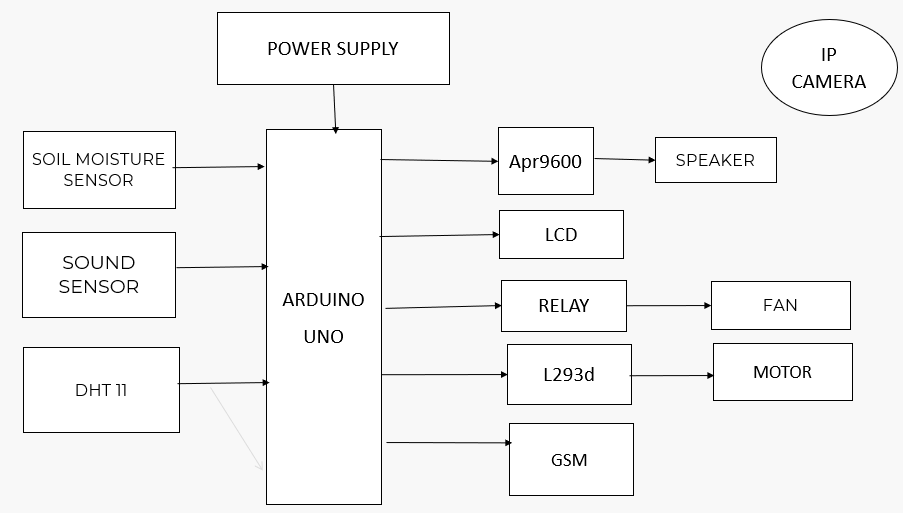 POWER SUPPLY
IP
CAMERA
SOIL MOISTURE
SENSOR
Apr9600
SPEAKER
SOUND
SENSOR
LCD
ARDUINO
UNO
RELAY
FAN
DHT 11
L293d
MOTOR
GSM